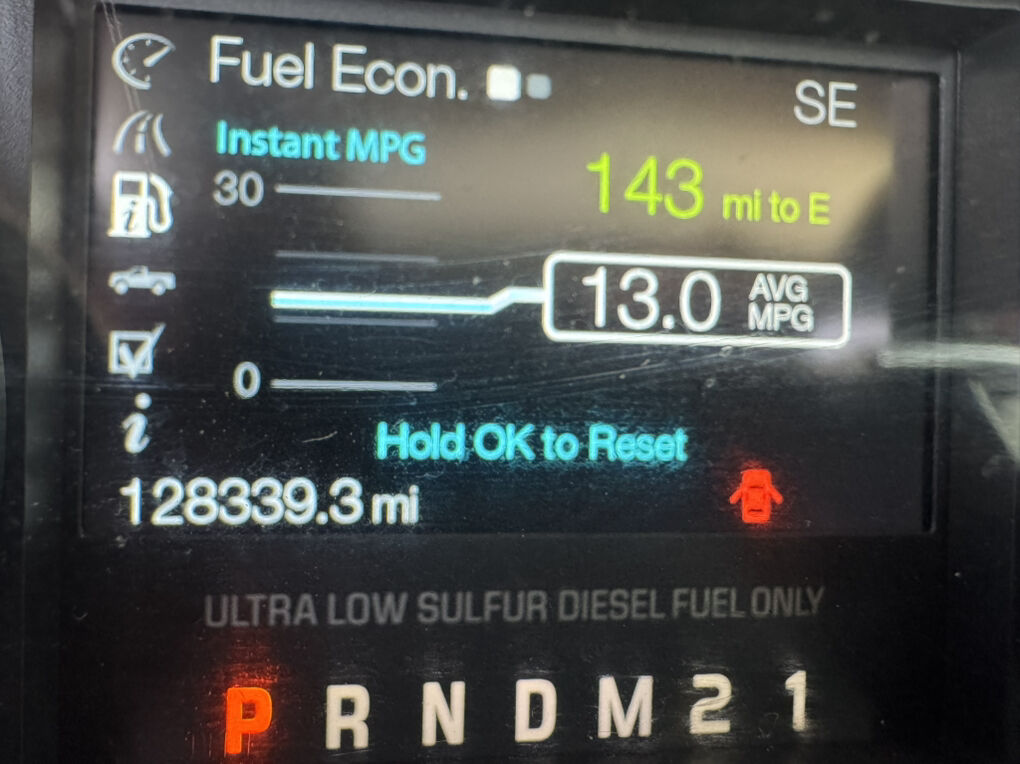 Fuel Econ.
SE
Instant MPG
30
143 mi to E
13.0 AVG MPG
0
Hold OK to Reset
128339.3 mi
ULTRA LOW SULFUR DIESEL FUEL ONLY
P R N D M 2 1